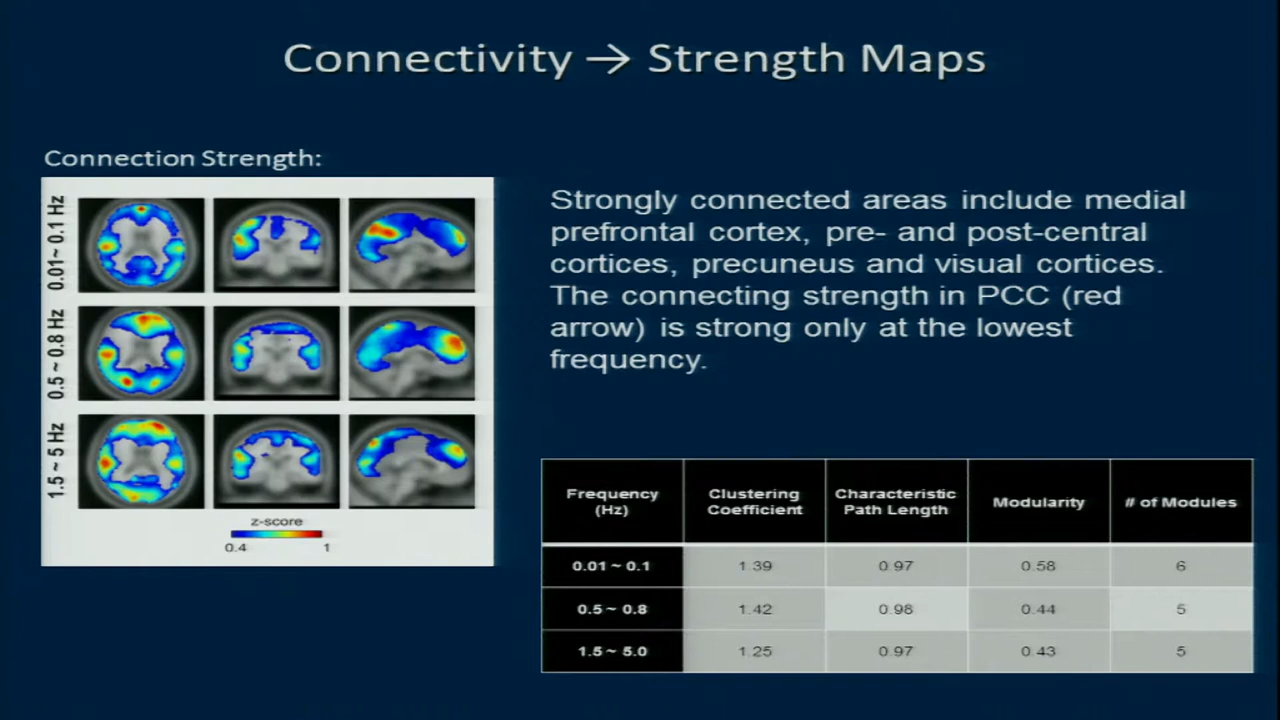 Connectivity → Strength Maps
Connection Strength:
0.01~ 0.1 Hz
0.5 ~ 0.8 Hz
1.5 ~ 5 Hz
z-score
0.4 1
Strongly connected areas include medial
prefrontal cortex, pre- and post-central
cortices, precuneus and visual cortices.
The connecting strength in PCC (red
arrow) is strong only at the lowest
frequency.
Frequency (Hz) Clustering Coefficient Characteristic Path Length Modularity # of Modules
0.01 ~ 0.1 1.39 0.97 0.58 6
0.5 ~ 0.8 1.42 0.98 0.44 5
1.5 ~ 5.0 1.25 0.97 0.43 5